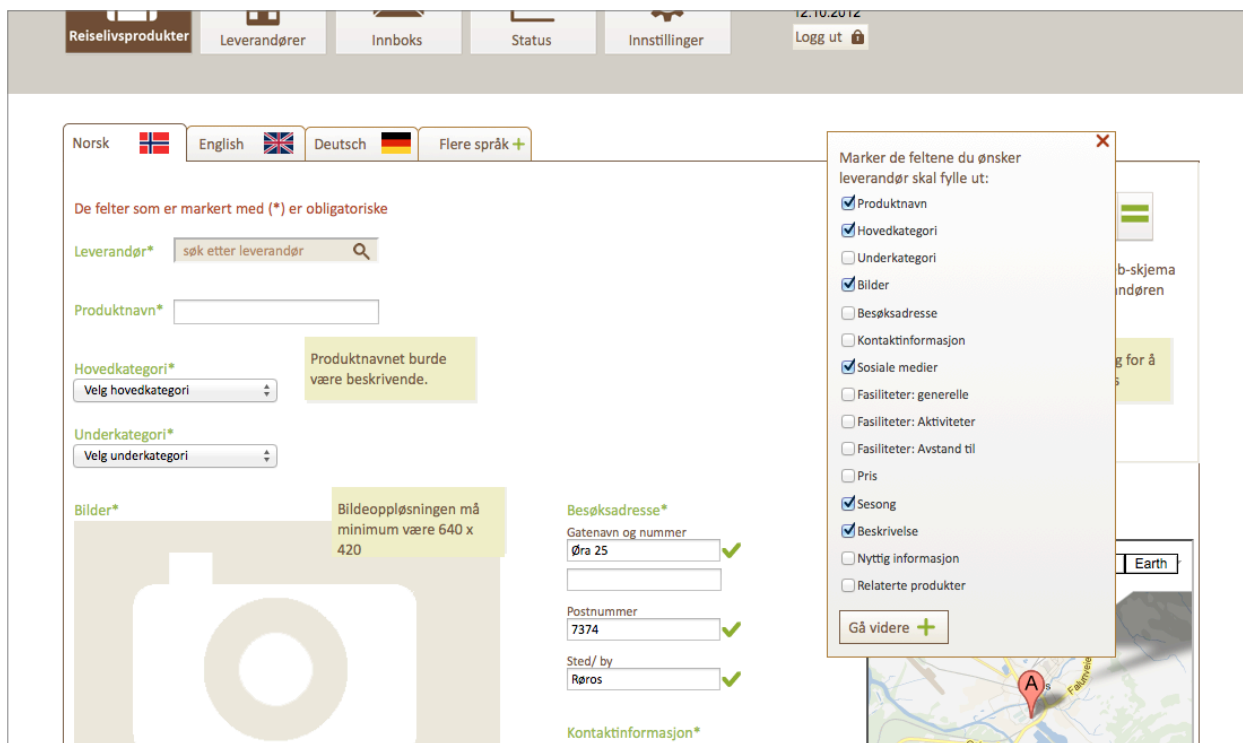 12.10.2012
Reiselivsprodukter
Leverandører
Innboks
Status
Innstillinger
Logg ut
Norsk
English
Deutsch
Flere språk
De felter som er markert med (*) er obligatoriske
Leverandør*
søk etter leverandør
Produktnavn*
Produktnavnet burde
være beskrivende.
Hovedkategori*
Velg hovedkategori
Underkategori*
Velg underkategori
Bilder*
Bildeoppløsningen må
minimum være 640 x
420
Besøksadresse*
Gatenavn og nummer
Øra 25
Postnummer
7374
Sted/ by
Røros
Kontaktinformasjon*
Marker de feltene du ønsker
leverandør skal fylle ut:
Produktnavn
Hovedkategori
Underkategori
Bilder
Besøksadresse
Kontaktinformasjon
Sosiale medier
Fasiliteter: generelle
Fasiliteter: Aktiviteter
Fasiliteter: Avstand til
Pris
Sesong
Beskrivelse
Nyttig informasjon
Relaterte produkter
Gå videre
b-skjema
ndøren
g for å
s
Earth
A
s
Falunveie